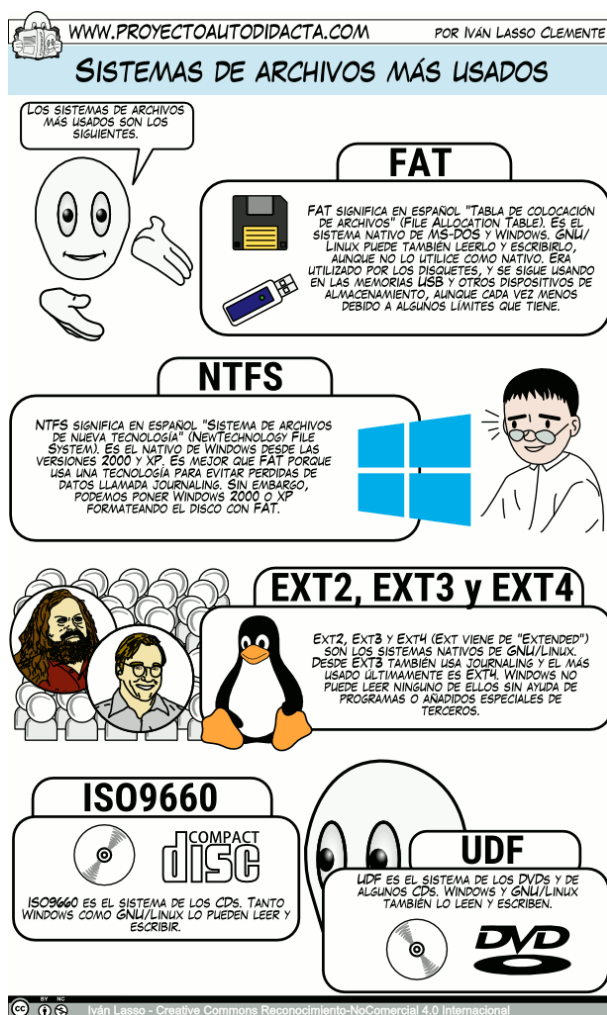 www.proyectoautodidacta.com
por Iván Lasso Clemente
Sistemas de archivos más usados
Los sistemas de archivos
más usados son los
siguientes.
FAT
FAT significa en español "Tabla de colocación
de archivos" (File Allocation Table). Es el
sistema nativo de MS-DOS y Windows. GNU/
Linux puede también leerlo y escribirlo,
aunque no lo utilice como nativo. Era
utilizado por los disquetes, y se sigue usando
en las memorias USB y otros dispositivos de
almacenamiento, aunque cada vez menos
debido a algunos límites que tiene.
NTFS
NTFS significa en español "Sistema de archivos
de nueva tecnología" (NewTechnology File
System). Es el nativo de Windows desde las
versiones 2000 y XP. Es mejor que FAT porque
usa una tecnología para evitar perdidas de
datos llamada journaling. Sin embargo,
podemos poner Windows 2000 o XP
formateando el disco con FAT.
EXT2, EXT3 y EXT4
Ext2, Ext3 y Ext4 (Ext viene de "Extended")
son los sistemas nativos de GNU/Linux.
Desde EXT3 también usa journaling y el más
usado últimamente es EXT4. Windows no
puede leer ninguno de ellos sin ayuda de
programas o añadidos especiales de
terceros.
ISO9660
COMPACT
disc
ISO9660 es el sistema de los CDs. Tanto
Windows como GNU/Linux lo pueden leer y
escribir.
UDF
UDF es el sistema de los DVDs y de
algunos CDs. Windows y GNU/Linux
también lo leen y escriben.
DVD
cc BY NC
Iván Lasso - Creative Commons Reconocimiento-NoComercial 4.0 Internacional